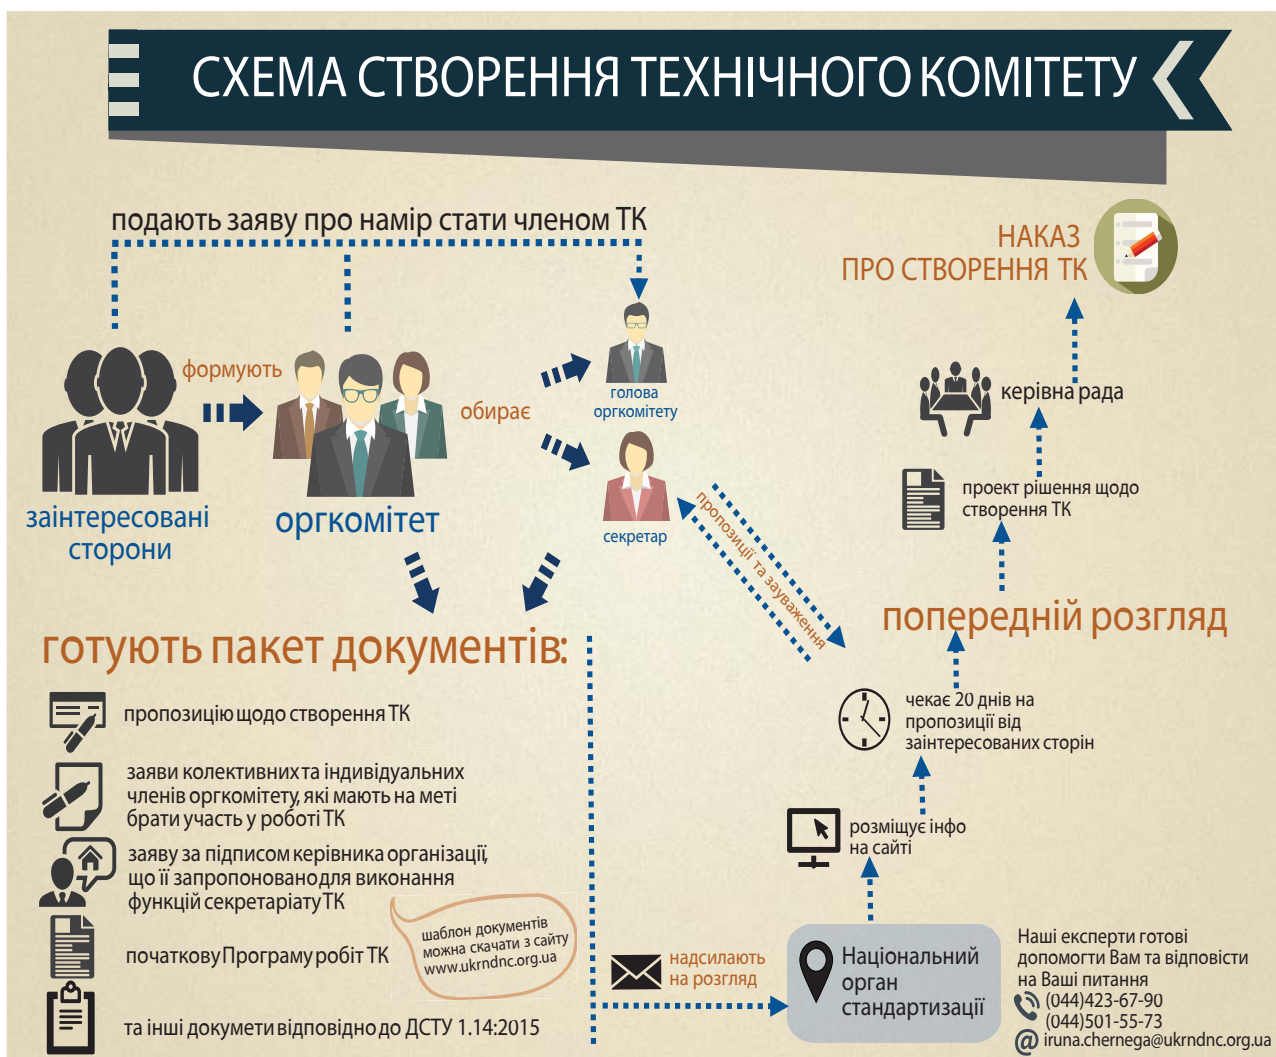 СХЕМА СТВОРЕННЯ ТЕХНІЧНОГО КОМІТЕТУ
подають заяву про намір стати членом ТК
формують
обирає
заінтересовані
сторони
оргкомітет
голова
оргкомітету
секретар
пропозиції та зауваження
готують пакет документів:
пропозицію щодо створення ТК
заяви колективних та індивідуальних
членів оргкомітету, які мають на меті
брати участь у роботі ТК
заяву за підписом керівника організації,
що її запропоновано для виконання
функцій секретаріату ТК
початкову Програму робіт ТК
та інші докумети відповідно до ДСТУ 1.14:2015
шаблон документів
можна скачати з сайту
www.ukrndnc.org.ua
надсилають
на розгляд
Національний
орган
стандартизації
розміщує інфо
на сайті
чекає 20 днів на
пропозиції від
заінтересованих сторін
попередній розгляд
проект рішення щодо
створення ТК
керівна рада
НАКАЗ
ПРО СТВОРЕННЯ ТК
Наші експерти готові
допомогти Вам та відповісти
на Ваші питання
(044)423-67-90
(044)501-55-73
@ iruna.chernega@ukrndnc.org.ua